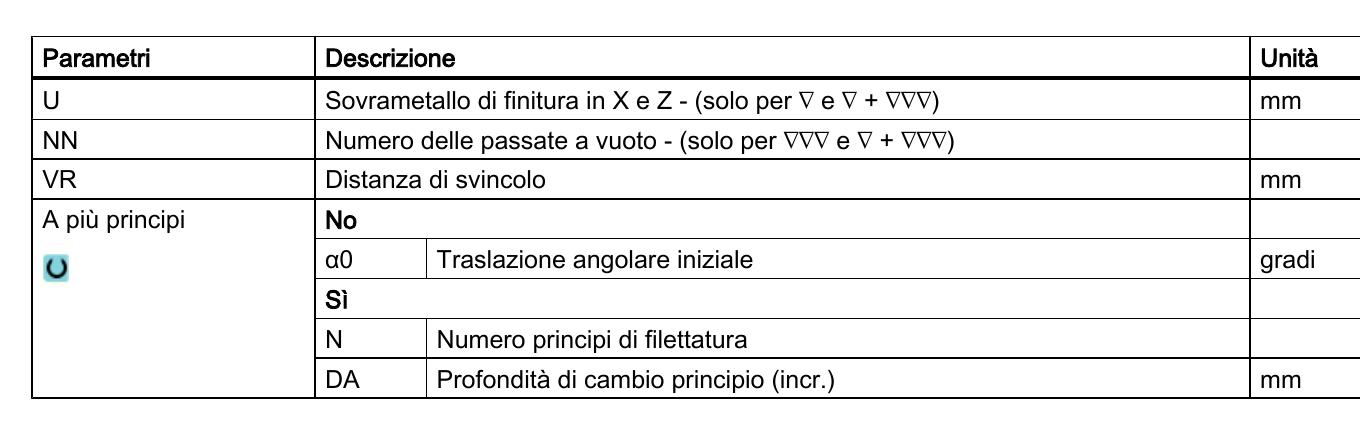 Parametri Descrizione Unità
U Sovrametallo di finitura in X e Z - (solo per ∇ e ∇ + ∇∇∇) mm
NN Numero delle passate a vuoto - (solo per ∇∇∇ e ∇ + ∇∇∇)
VR Distanza di svincolo mm
A più principi No
α0 Traslazione angolare iniziale gradi
Sì
N Numero principi di filettatura
DA Profondità di cambio principio (incr.) mm